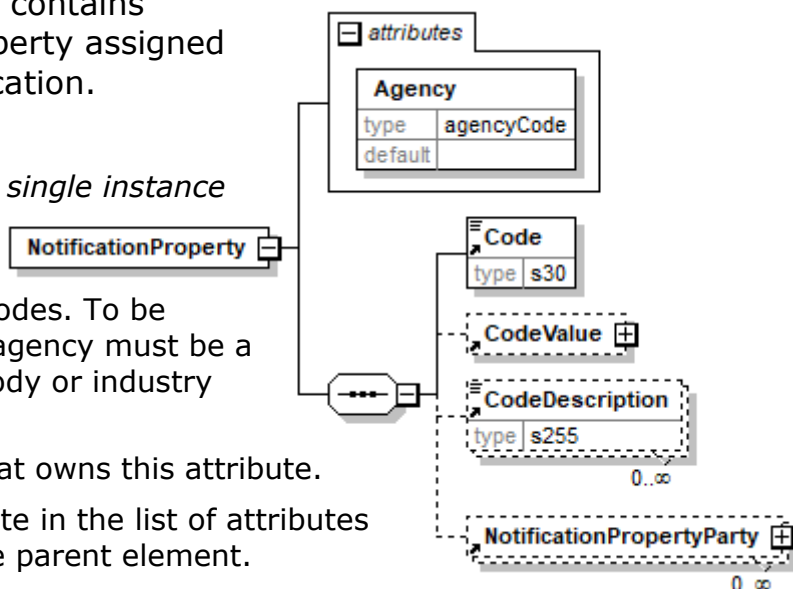 contains
perty assigned
cation.
single instance
odes. To be
agency must be a
ody or industry
at owns this attribute.
te in the list of attributes
e parent element.
attributes
Agency
type agencyCode
default
NotificationProperty
Code
type s30
CodeValue
CodeDescription
type s255
0..∞
NotificationPropertyParty
0..∞